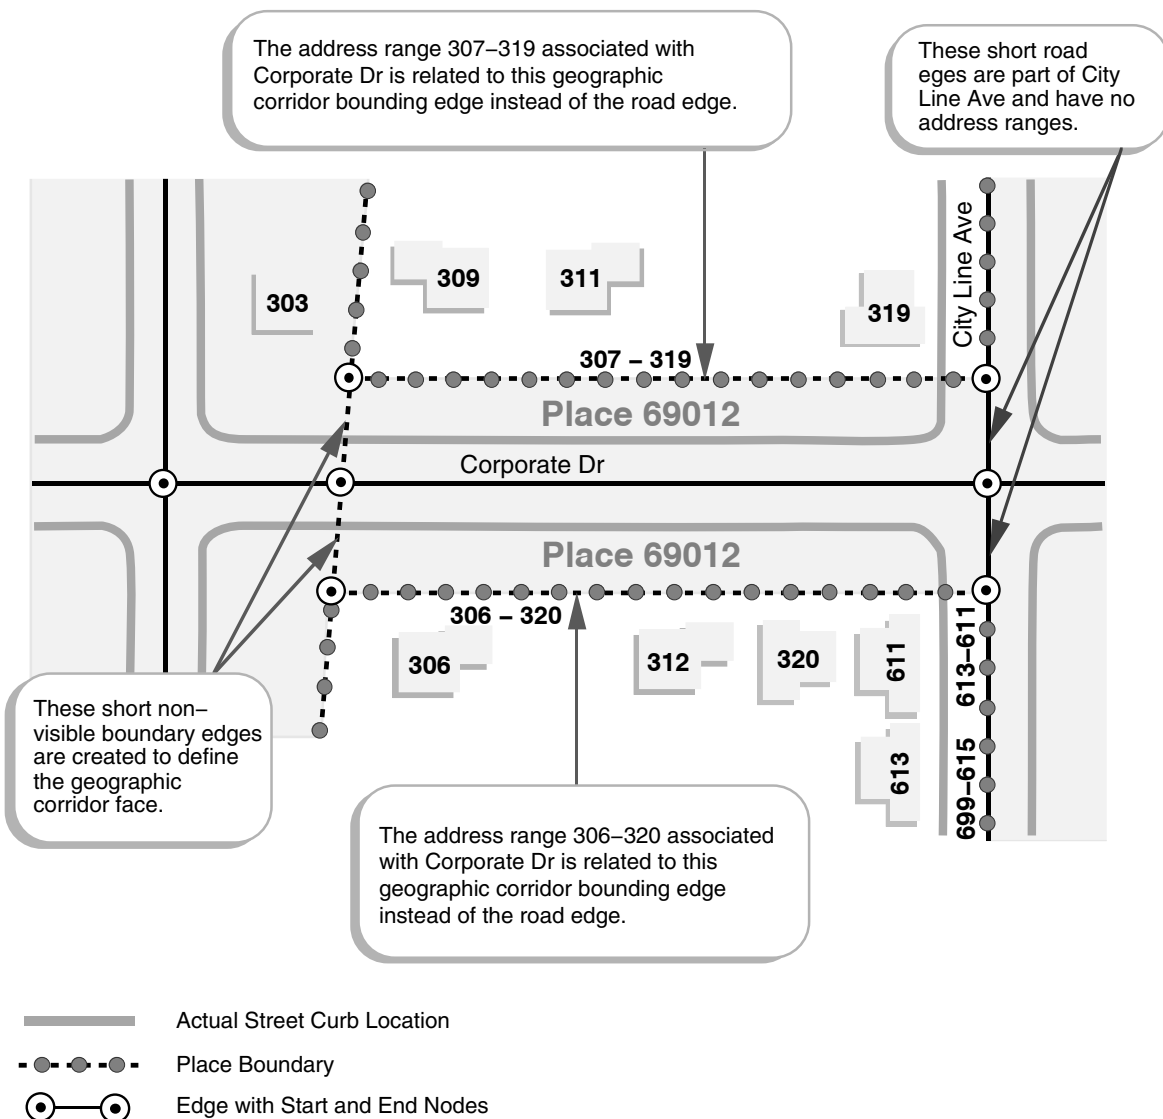 The address range 307–319 associated with
Corporate Dr is related to this geographic
corridor bounding edge instead of the road edge.
These short road
eges are part of City
Line Ave and have no
address ranges.
City Line Ave
303
309
311
319
307 – 319
Place 69012
Corporate Dr
Place 69012
306 – 320
306
312
320
611
613
613–611
699–615
These short non–
visible boundary edges
are created to define
the geographic
corridor face.
The address range 306–320 associated
with Corporate Dr is related to this
geographic corridor bounding edge
instead of the road edge.
Actual Street Curb Location
Place Boundary
Edge with Start and End Nodes